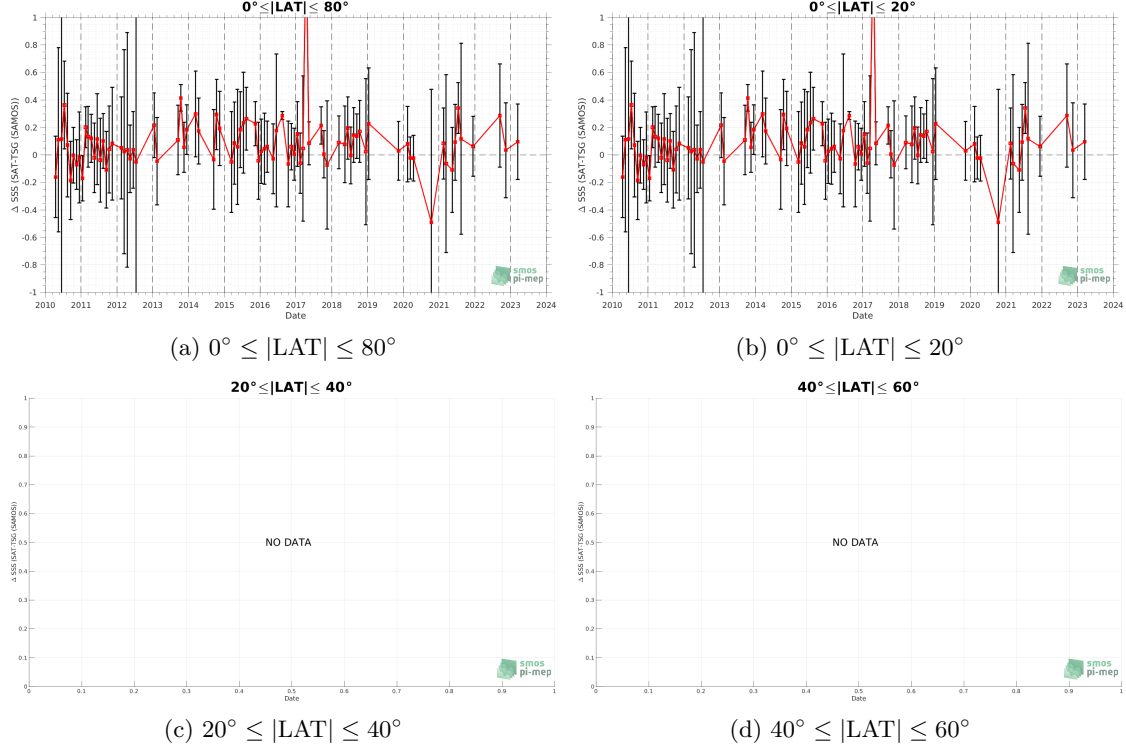 0°≤|LAT|≤ 80°
Δ SSS (SAT-TSG (SAMOS))
1
0.8
0.6
0.4
0.2
0
-0.2
-0.4
-0.6
-0.8
-1
2010 2011 2012 2013 2014 2015 2016 2017 2018 2019 2020 2021 2022 2023 2024
Date
smos
pi-mep
(a) 0° ≤ |LAT| ≤ 80°
0°≤|LAT|≤ 20°
Δ SSS (SAT-TSG (SAMOS))
1
0.8
0.6
0.4
0.2
0
-0.2
-0.4
-0.6
-0.8
-1
2010 2011 2012 2013 2014 2015 2016 2017 2018 2019 2020 2021 2022 2023 2024
Date
smos
pi-mep
(b) 0° ≤ |LAT| ≤ 20°
20°≤|LAT|≤ 40°
Δ SSS (SAT-TSG (SAMOS))
1
0.9
0.8
0.7
0.6
0.5
0.4
0.3
0.2
0.1
0
NO DATA
0 0.1 0.2 0.3 0.4 0.5 0.6 0.7 0.8 0.9 1
Date
smos
pi-mep
(c) 20° ≤ |LAT| ≤ 40°
40°≤|LAT|≤ 60°
Δ SSS (SAT-TSG (SAMOS))
1
0.9
0.8
0.7
0.6
0.5
0.4
0.3
0.2
0.1
0
NO DATA
0 0.1 0.2 0.3 0.4 0.5 0.6 0.7 0.8 0.9 1
Date
smos
pi-mep
(d) 40° ≤ |LAT| ≤ 60°